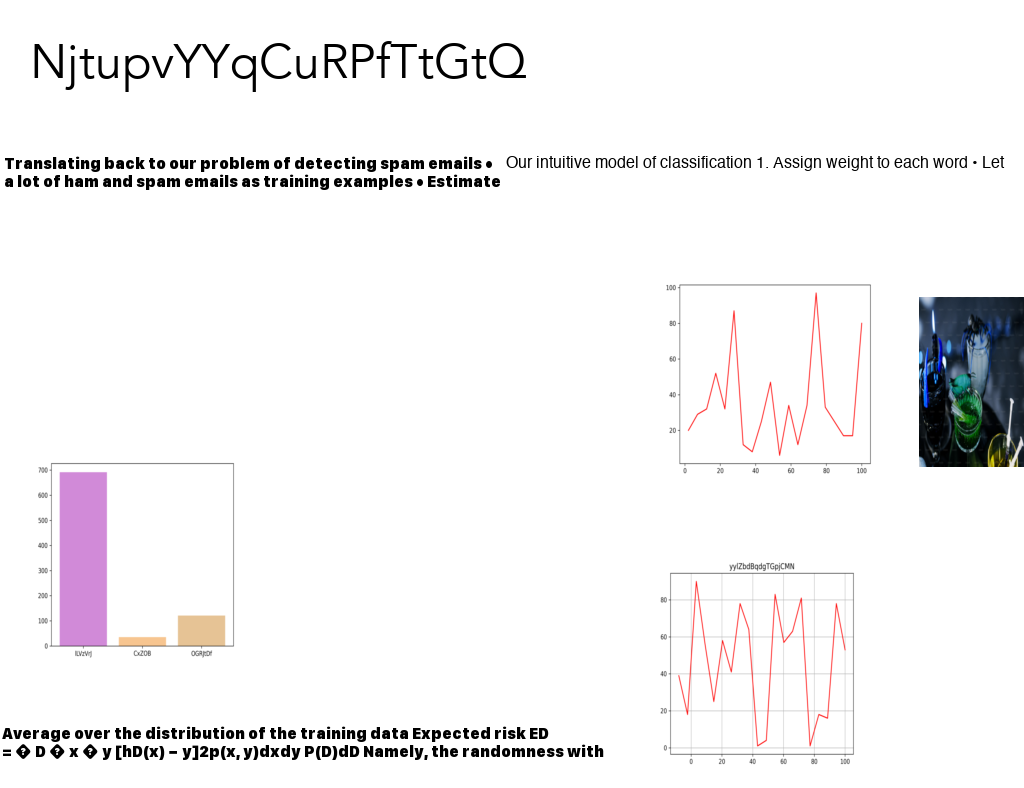 NjtupvYYqCuRPfTtGtQ
Translating back to our problem of detecting spam emails •
a lot of ham and spam emails as training examples • Estimate
Our intuitive model of classification 1. Assign weight to each word • Let
100
80
60
40
20
0 20 40 60 80 100
700
600
500
400
300
200
100
0
CxZOB
yylZbdBqdgTGpjCMN
80
60
40
20
0
0 20 40 60 80 100
Average over the distribution of the training data Expected risk ED
= � D � x � y [hD(x) − y]2p(x, y)dxdy P(D)dD Namely, the randomness with